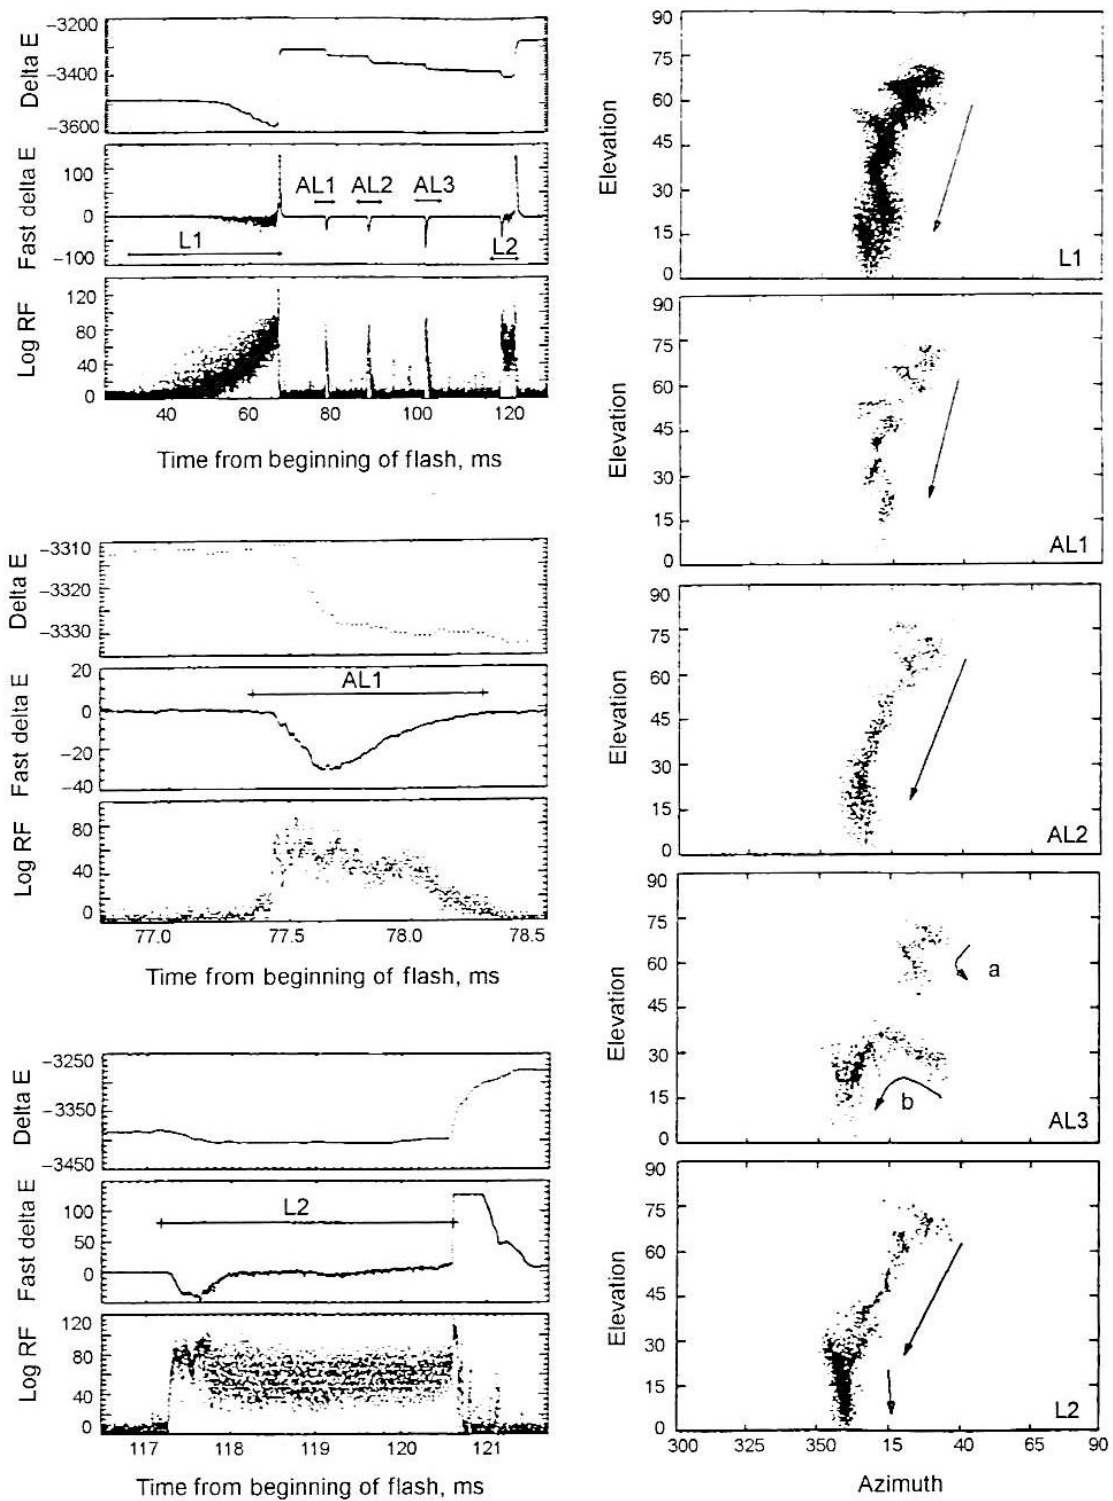 Delta E
-3200
-3400
-3600
Fast delta E
100
0
-100
AL1 AL2 AL3
L1
L2
Log RF
120
80
40
0
40 60 80 100 120
Time from beginning of flash, ms
Delta E
-3310
-3320
-3330
Fast delta E
20
0
-20
-40
AL1
Log RF
80
40
0
77.0 77.5 78.0 78.5
Time from beginning of flash, ms
Delta E
-3250
-3350
-3450
Fast delta E
100
50
0
L2
Log RF
120
80
40
0
117 118 119 120 121
Time from beginning of flash, ms
Elevation
90
75
60
45
30
15
0
L1
Elevation
90
75
60
45
30
15
0
AL1
Elevation
90
75
60
45
30
15
0
AL2
Elevation
90
75
60
45
30
15
0
a
b
AL3
Elevation
90
75
60
45
30
15
0
L2
300 325 350 15 40 65 90
Azimuth